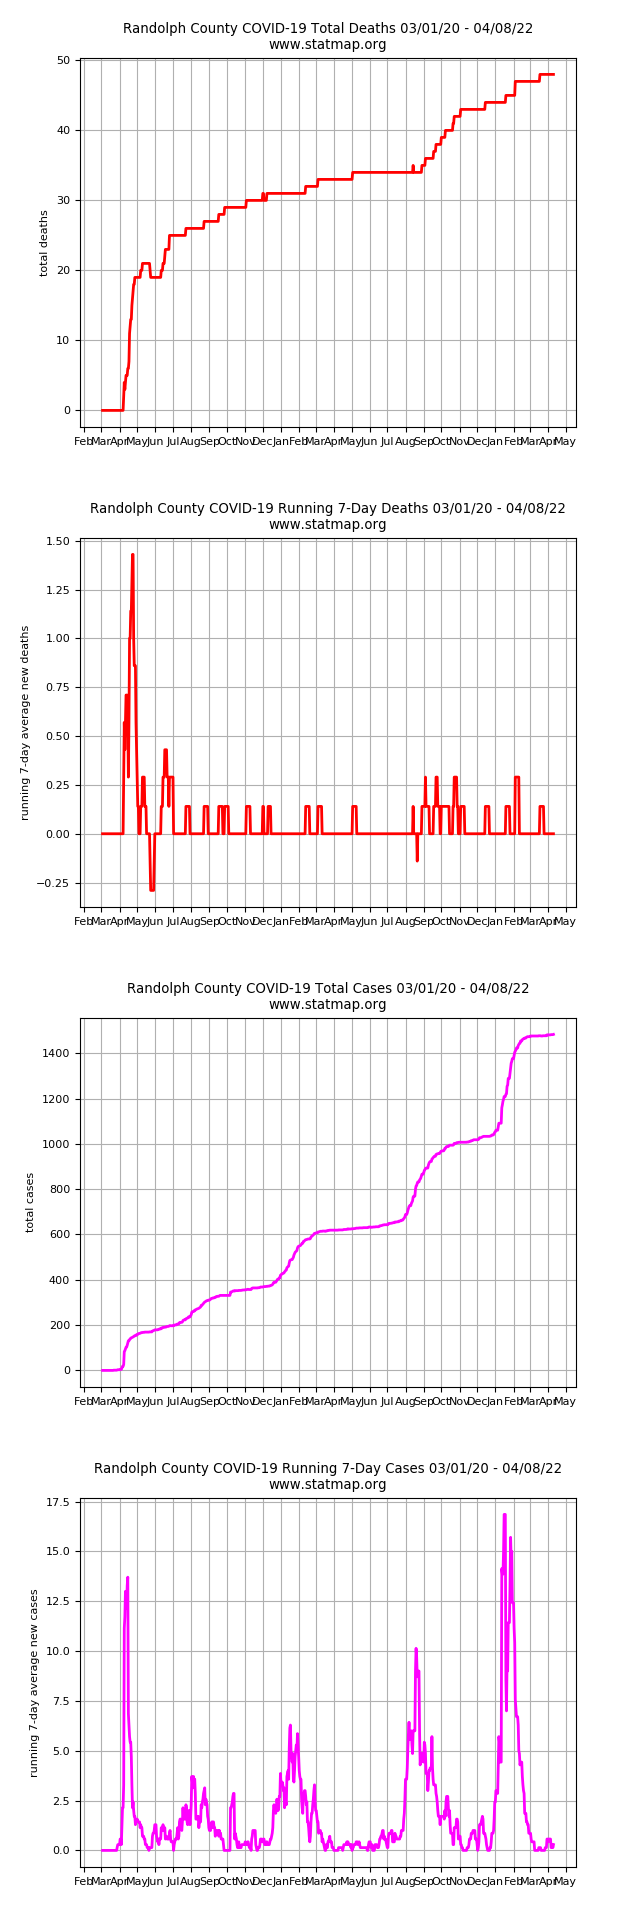 Randolph County COVID-19 Total Deaths 03/01/20 - 04/08/22
www.statmap.org
50
40
30
20
10
0
total deaths
Feb Mar Apr May Jun Jul Aug Sep Oct Nov Dec Jan Feb Mar Apr May Jun Jul Aug Sep Oct Nov Dec Jan Feb Mar Apr May
Randolph County COVID-19 Running 7-Day Deaths 03/01/20 - 04/08/22
www.statmap.org
1.50
1.25
1.00
0.75
0.50
0.25
0.00
−0.25
running 7-day average new deaths
Feb Mar Apr May Jun Jul Aug Sep Oct Nov Dec Jan Feb Mar Apr May Jun Jul Aug Sep Oct Nov Dec Jan Feb Mar Apr May
Randolph County COVID-19 Total Cases 03/01/20 - 04/08/22
www.statmap.org
1400
1200
1000
800
600
400
200
0
total cases
Feb Mar Apr May Jun Jul Aug Sep Oct Nov Dec Jan Feb Mar Apr May Jun Jul Aug Sep Oct Nov Dec Jan Feb Mar Apr May
Randolph County COVID-19 Running 7-Day Cases 03/01/20 - 04/08/22
www.statmap.org
17.5
15.0
12.5
10.0
7.5
5.0
2.5
0.0
running 7-day average new cases
Feb Mar Apr May Jun Jul Aug Sep Oct Nov Dec Jan Feb Mar Apr May Jun Jul Aug Sep Oct Nov Dec Jan Feb Mar Apr May